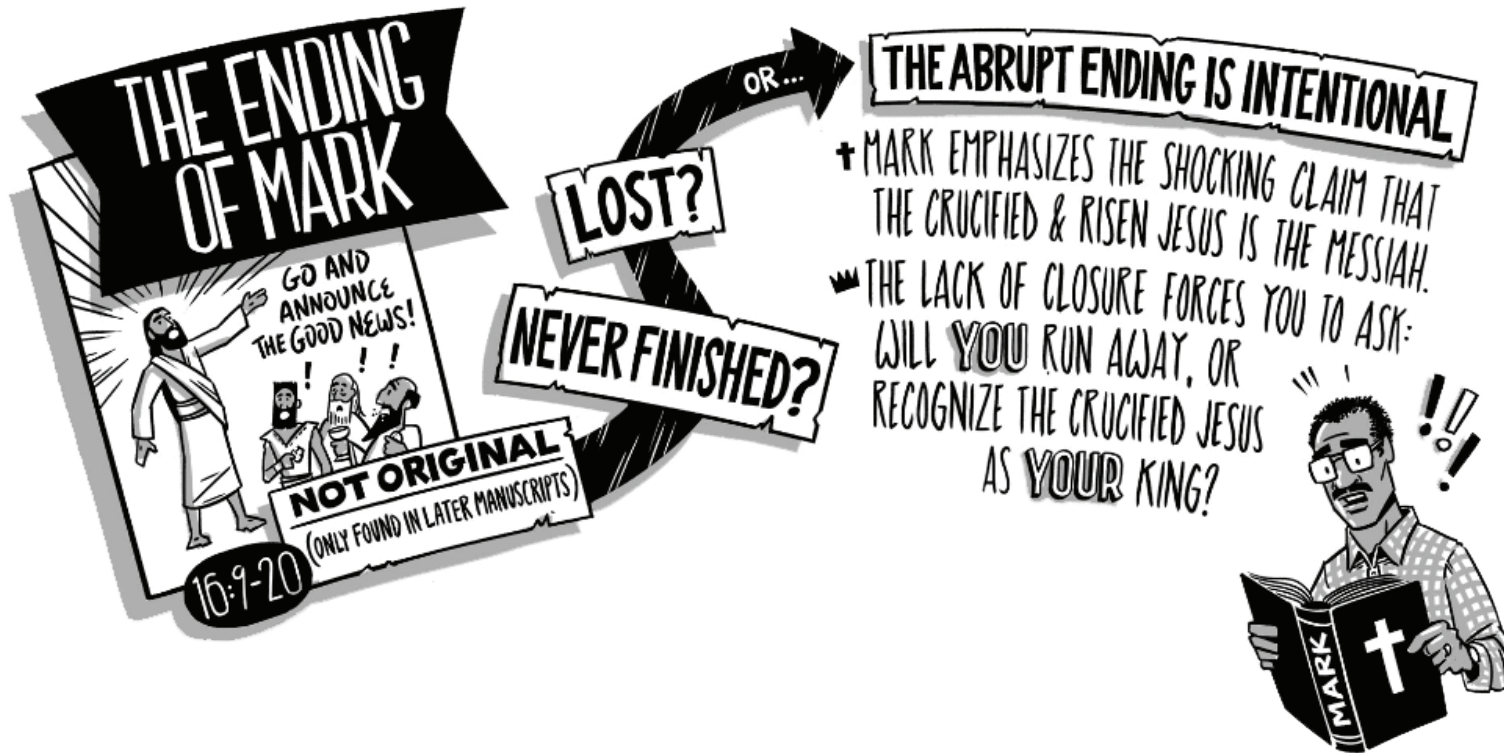 THE ENDING
OF MARK
GO AND
ANNOUNCE
THE GOOD NEWS!
! ! !
NOT ORIGINAL
(ONLY FOUND IN LATER MANUSCRIPTS)
16:9-20
NEVER FINISHED?
LOST?
OR...
THE ABRUPT ENDING IS INTENTIONAL
MARK EMPHASIZES THE SHOCKING CLAIM THAT
THE CRUCIFIED & RISEN JESUS IS THE MESSIAH.
THE LACK OF CLOSURE FORCES YOU TO ASK:
WILL YOU RUN AWAY, OR
RECOGNIZE THE CRUCIFIED JESUS
AS YOUR KING?
!!!
MARK